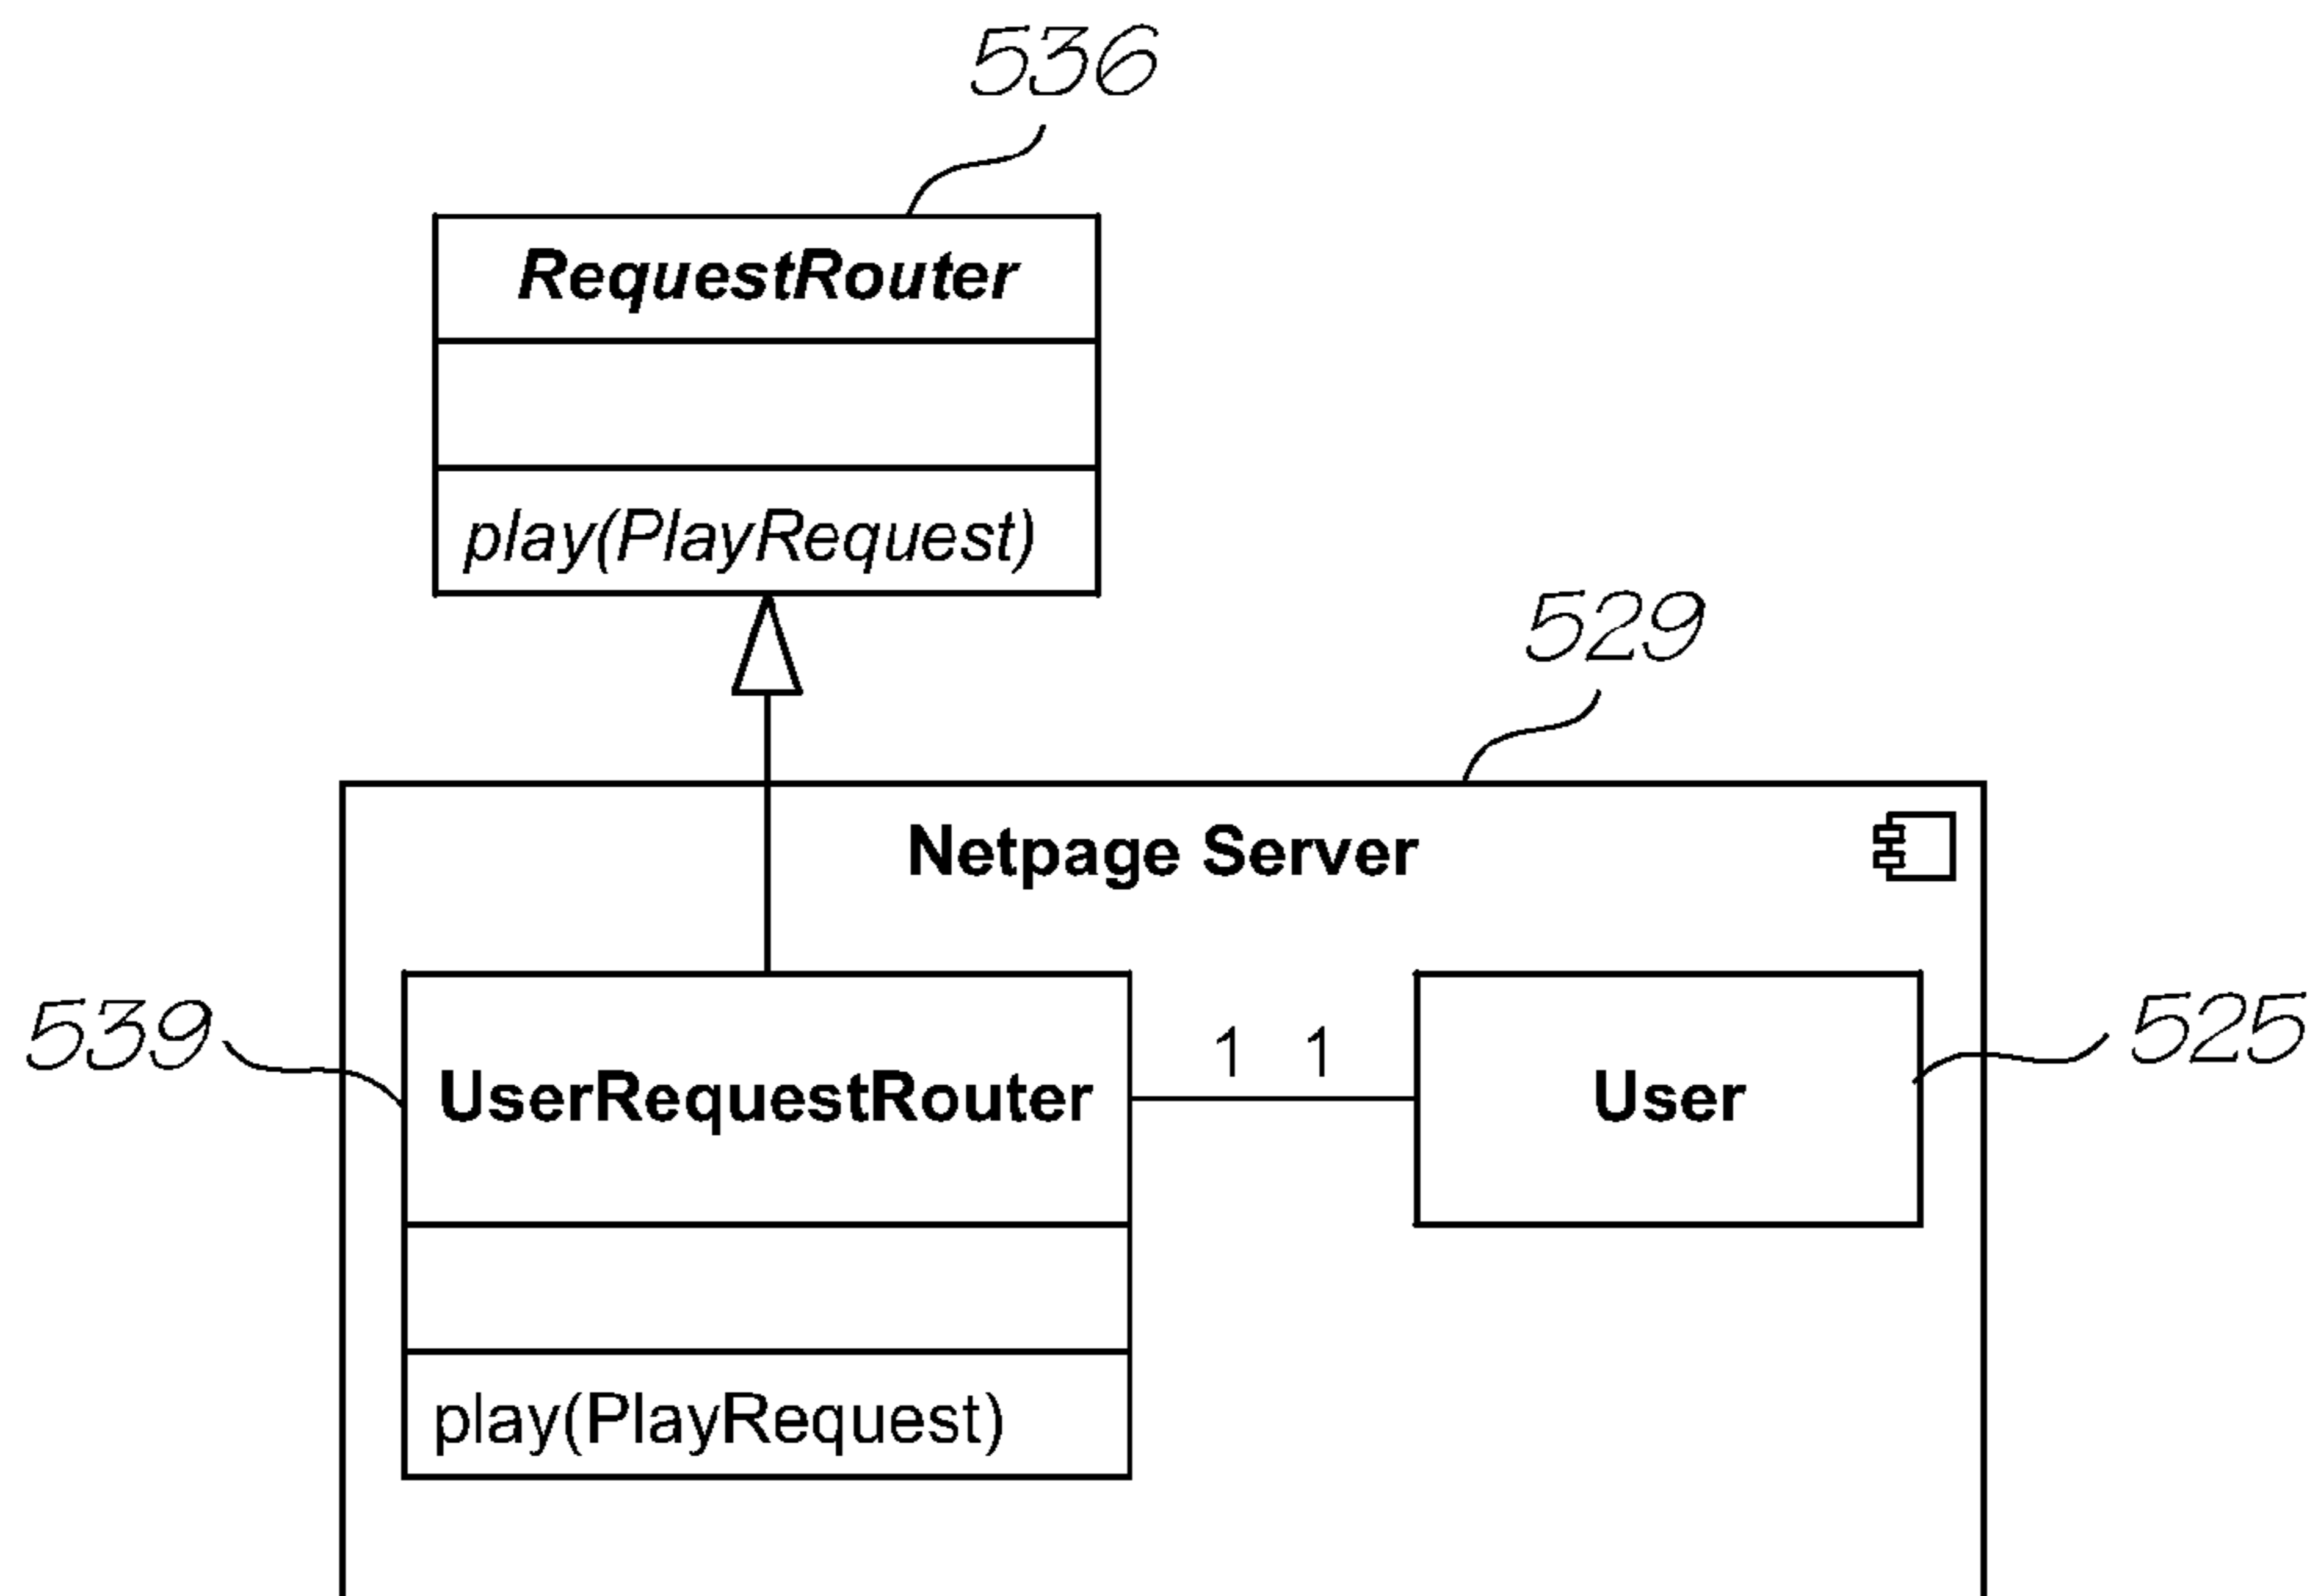 536
RequestRouter
play(PlayRequest)
529
Netpage Server
539
1 1
525
UserRequestRouter
User
play(PlayRequest)